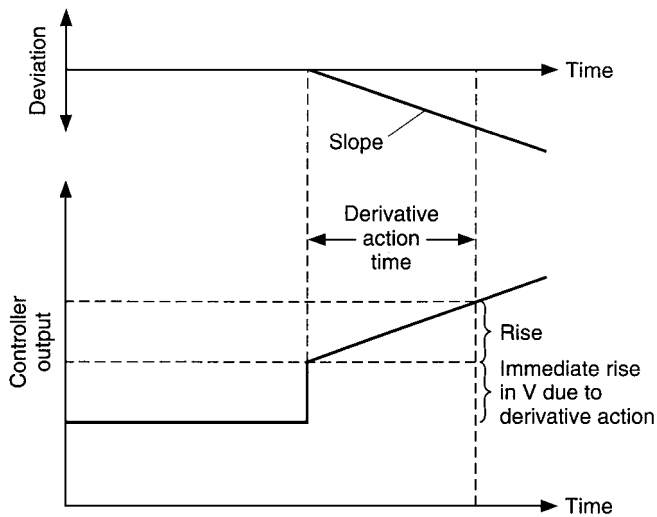 Deviation
Time
Slope
Derivative
action
time
Controller
output
Rise
Immediate rise
in V due to
derivative action
Time